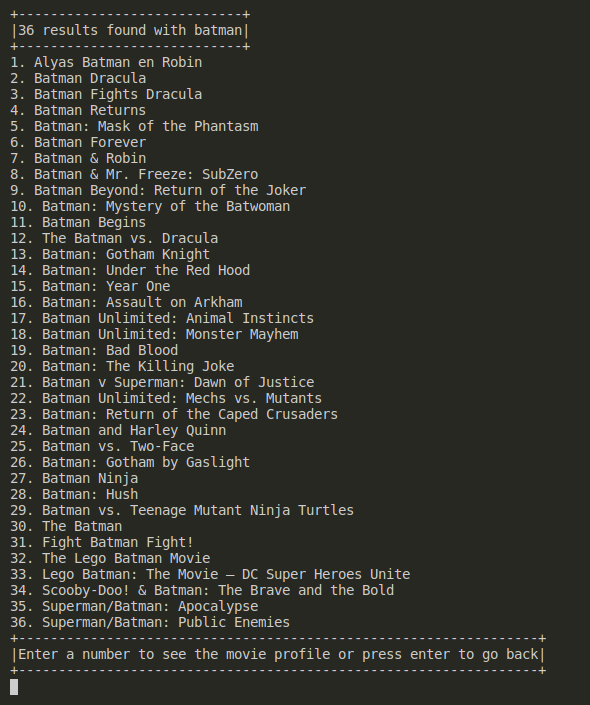 +----------------------------+
|36 results found with batman|
+----------------------------+
1. Alyas Batman en Robin
2. Batman Dracula
3. Batman Fights Dracula
4. Batman Returns
5. Batman: Mask of the Phantasm
6. Batman Forever
7. Batman & Robin
8. Batman & Mr. Freeze: SubZero
9. Batman Beyond: Return of the Joker
10. Batman: Mystery of the Batwoman
11. Batman Begins
12. The Batman vs. Dracula
13. Batman: Gotham Knight
14. Batman: Under the Red Hood
15. Batman: Year One
16. Batman: Assault on Arkham
17. Batman Unlimited: Animal Instincts
18. Batman Unlimited: Monster Mayhem
19. Batman: Bad Blood
20. Batman: The Killing Joke
21. Batman v Superman: Dawn of Justice
22. Batman Unlimited: Mechs vs. Mutants
23. Batman: Return of the Caped Crusaders
24. Batman and Harley Quinn
25. Batman vs. Two-Face
26. Batman: Gotham by Gaslight
27. Batman Ninja
28. Batman: Hush
29. Batman vs. Teenage Mutant Ninja Turtles
30. The Batman
31. Fight Batman Fight!
32. The Lego Batman Movie
33. Lego Batman: The Movie – DC Super Heroes Unite
34. Scooby-Doo! & Batman: The Brave and the Bold
35. Superman/Batman: Apocalypse
36. Superman/Batman: Public Enemies
+-----------------------------------------------------------------+
|Enter a number to see the movie profile or press enter to go back|
+-----------------------------------------------------------------+